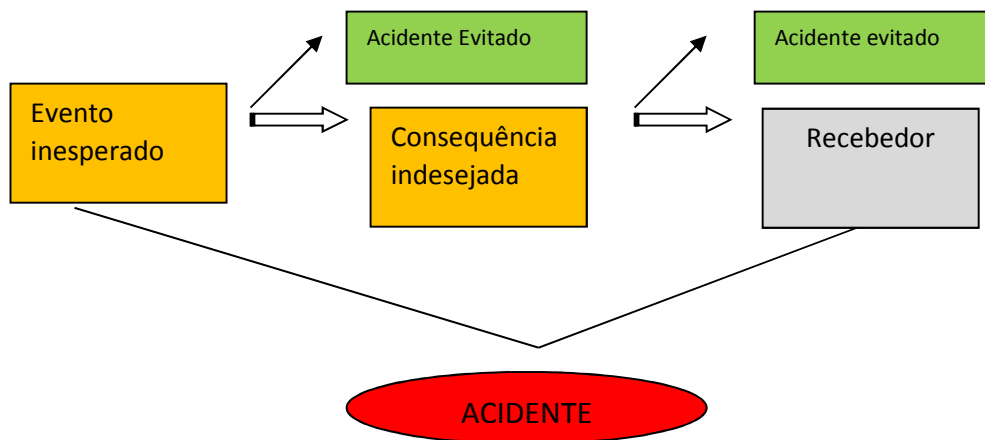 Acidente Evitado
Acidente evitado
Evento
inesperado
Consequência
indesejada
Recebedor
ACIDENTE